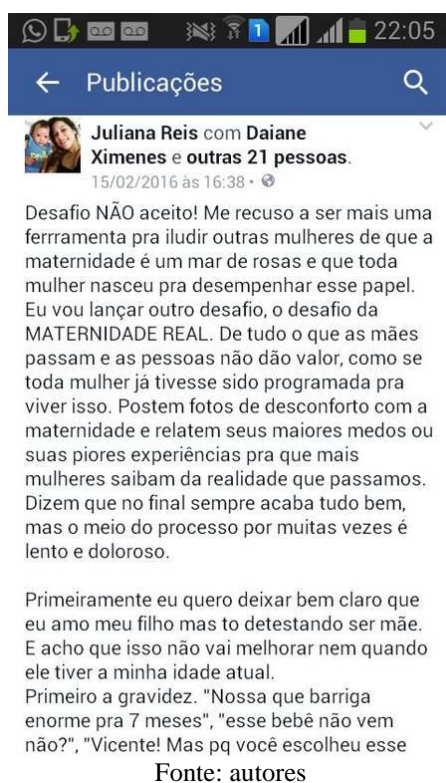 22:05
Publicações
Juliana Reis com Daiane
Ximenes e outras 21 pessoas.
15/02/2016 às 16:38 •
Desafio NÃO aceito! Me recuso a ser mais uma
ferrramenta pra iludir outras mulheres de que a
maternidade é um mar de rosas e que toda
mulher nasceu pra desempenhar esse papel.
Eu vou lançar outro desafio, o desafio da
MATERNIDADE REAL. De tudo o que as mães
passam e as pessoas não dão valor, como se
toda mulher já tivesse sido programada pra
viver isso. Postem fotos de desconforto com a
maternidade e relatem seus maiores medos ou
suas piores experiências pra que mais
mulheres saibam da realidade que passamos.
Dizem que no final sempre acaba tudo bem,
mas o meio do processo por muitas vezes é
lento e doloroso.
Primeiramente eu quero deixar bem claro que
eu amo meu filho mas to detestando ser mãe.
E acho que isso não vai melhorar nem quando
ele tiver a minha idade atual.
Primeiro a gravidez. "Nossa que barriga
enorme pra 7 meses", "esse bebê não vem
não?", "Vicente! Mas pq você escolheu esse
Fonte: autores